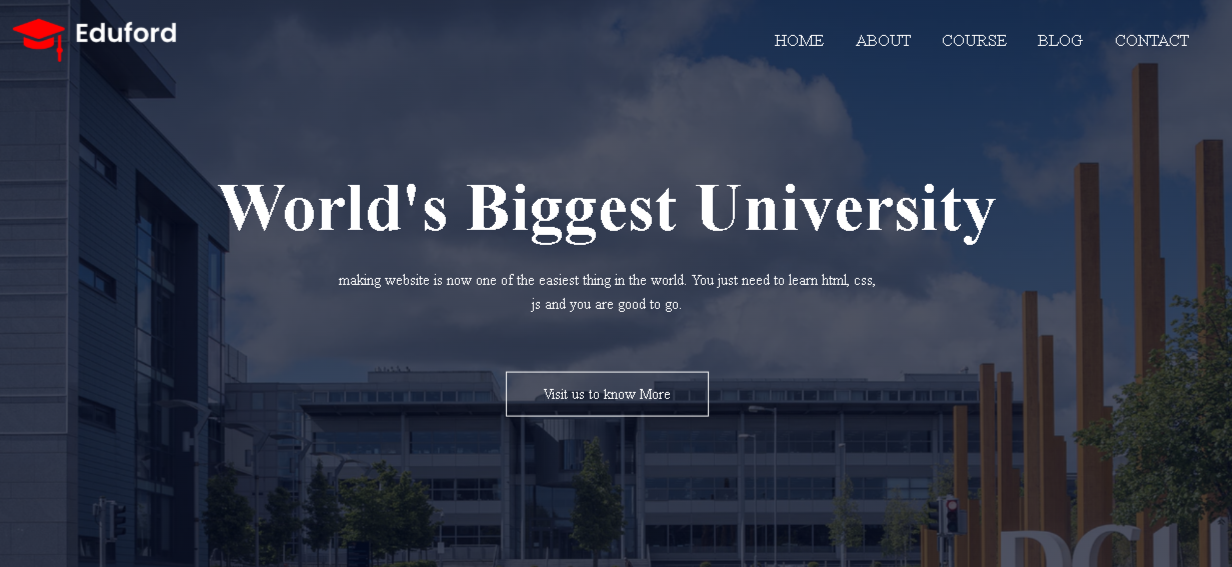 Eduford
HOME ABOUT COURSE BLOG CONTACT
World's Biggest University
making website is now one of the easiest thing in the world. You just need to learn html, css,
js and you are good to go.
Visit us to know More